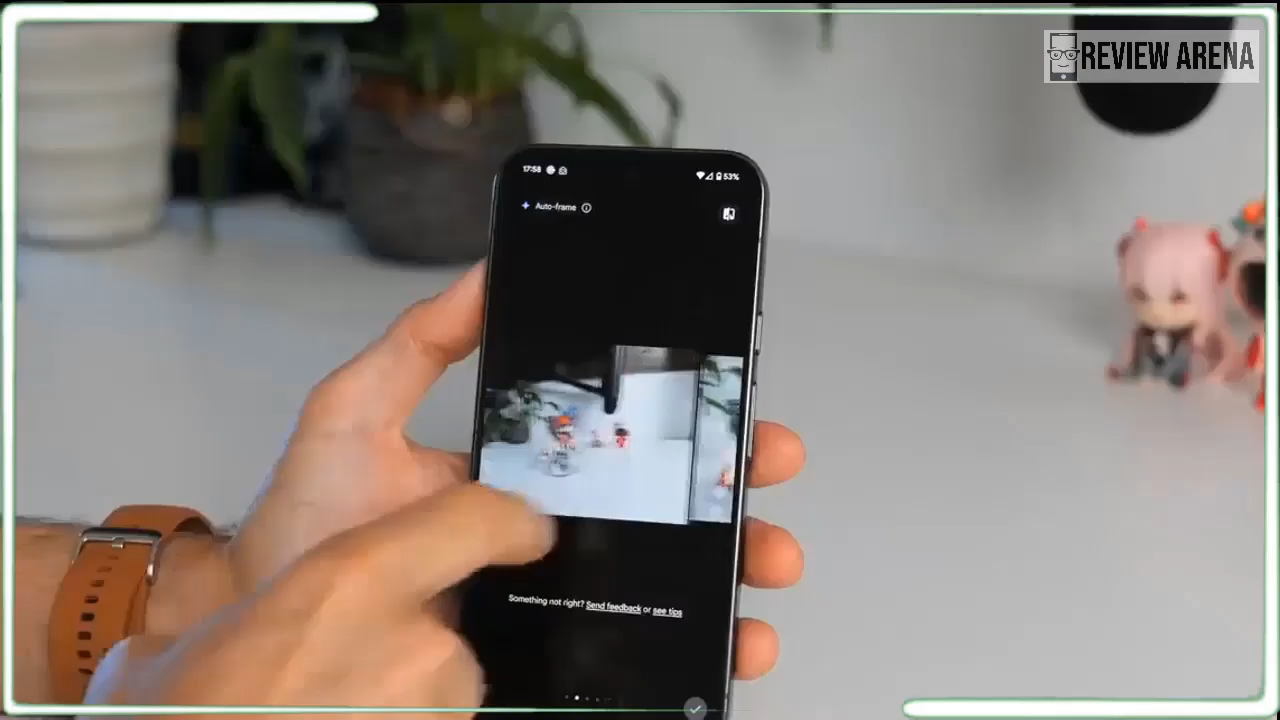 REVIEW ARENA
17:58
53%
Auto-frame
Something not right? Send feedback or see tips